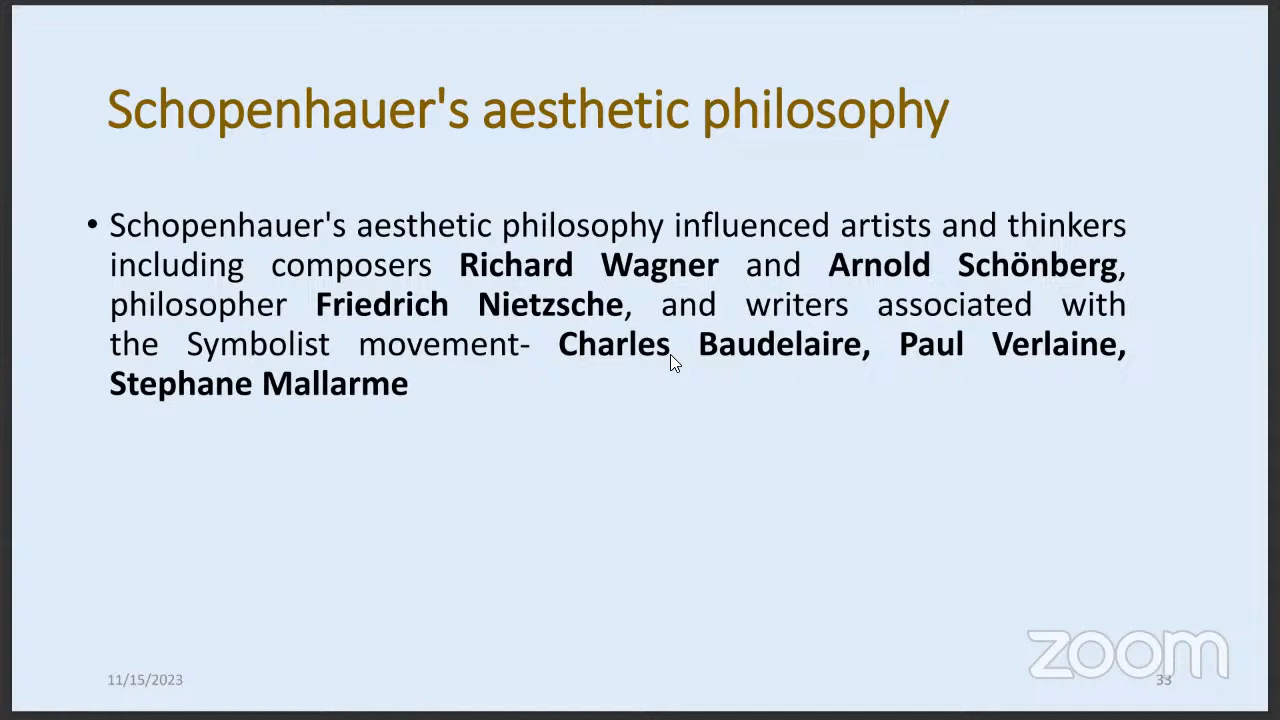 Schopenhauer's aesthetic philosophy
• Schopenhauer's aesthetic philosophy influenced artists and thinkers
including composers Richard Wagner and Arnold Schönberg,
philosopher Friedrich Nietzsche, and writers associated with
the Symbolist movement- Charles Baudelaire, Paul Verlaine,
Stephane Mallarme
zoom
11/15/2023
33